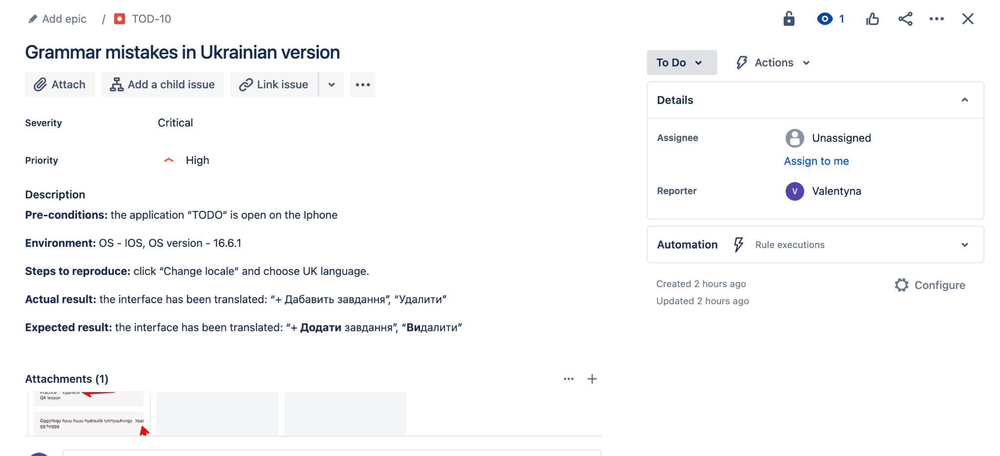 Add epic / TOD-10
1
Grammar mistakes in Ukrainian version
Attach
Add a child issue
Link issue
Severity
Critical
Priority
High
Description
Pre-conditions: the application “TODO“ is open on the Iphone
Environment: OS - IOS, OS version - 16.6.1
Steps to reproduce: click “Change locale“ and choose UK language.
Actual result: the interface has been translated: “+ Дабавить завдання”, “Удалити”
Expected result: the interface has been translated: “+ Додати завдання”, “Видалити”
Attachments (1)
Practice Удалити
QA lesson
Gggyhbgy hyuu huuu hydraulik tytrtyuuhvvgy Удал
gg hyggg
To Do
Actions
Details
Assignee
Unassigned
Assign to me
Reporter
V Valentyna
Automation
Rule executions
Created 2 hours ago
Configure
Updated 2 hours ago